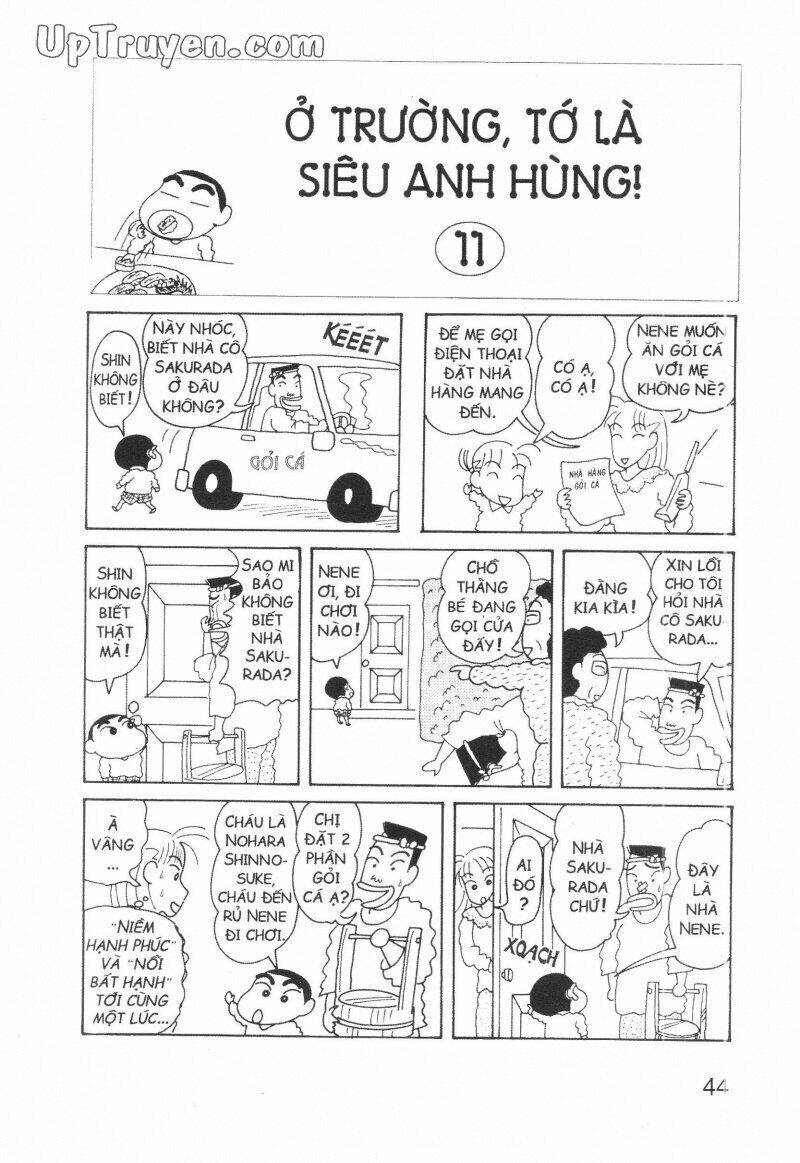 UpTruyen.com
Ở TRƯỜNG, TỚ LÀ
SIÊU ANH HÙNG!
11
NENE MUỐN
ĂN GỎI CÁ
VỚI MẸ
KHÔNG NÈ?
CÓ Ạ,
CÓ Ạ!
ĐỂ MẸ GỌI
ĐIỆN THOẠI
ĐẶT NHÀ
HÀNG MANG
ĐẾN.
NHÀ HÀNG
GỎI CÁ
KÉÉÉT
NÀY NHÓC,
BIẾT NHÀ CÔ
SAKURADA
Ở ĐÂU
KHÔNG?
SHIN
KHÔNG
BIẾT!
GỎI CÁ
XIN LỖI
CHO TÔI
HỎI NHÀ
CÔ SAKU-
RADA...
ĐẰNG
KIA KÌA!
CHỖ
THẰNG
BÉ ĐANG
GỌI CỬA
ĐẤY!
NENE
ƠI, ĐI
CHƠI
NÀO!
SAO MI
BẢO
KHÔNG
BIẾT
NHÀ
SAKU-
RADA?
SHIN
KHÔNG
BIẾT
THẬT
MÀ!
ĐÂY
LÀ
NHÀ
NENE.
NHÀ
SAKU-
RADA
CHỨ!
AI
ĐÓ
?
XOẠCH
CHỊ
ĐẶT 2
PHẦN
GỎI
CÁ Ạ?
CHÁU LÀ
NOHARA
SHINNO-
SUKE,
CHÁU ĐẾN
RỦ NENE
ĐI CHƠI.
À
VÂNG
...
"NIỀM
HẠNH PHÚC"
VÀ "NỖI
BẤT HẠNH"
TỚI CÙNG
MỘT LÚC...
44